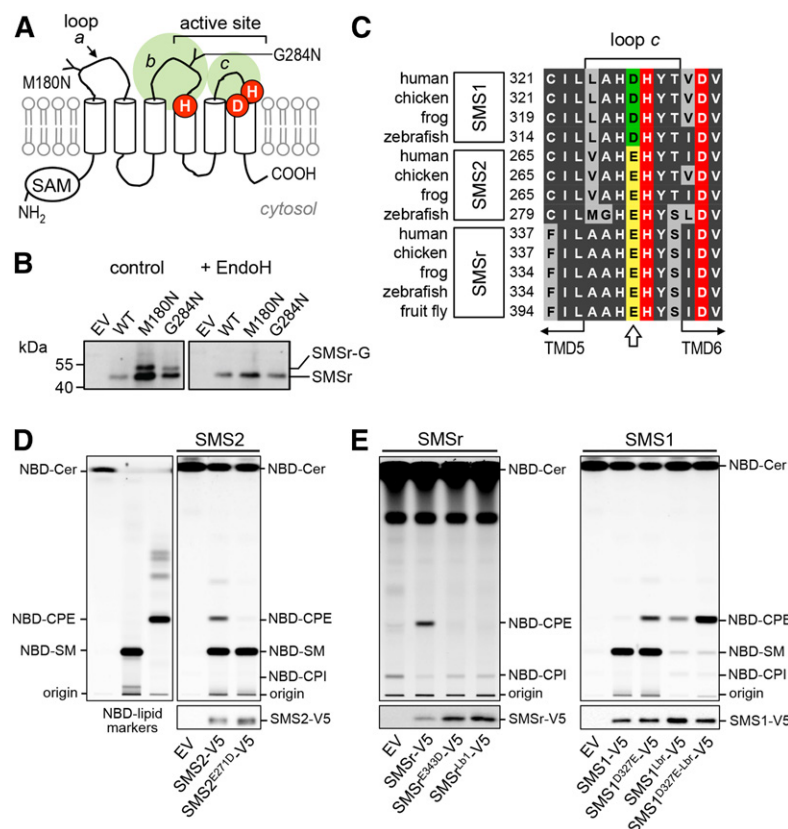 A
loop
a
active site
b
c
G284N
M180N
H
D
H
SAM
NH2
COOH
cytosol
B
control
+ EndoH
EV
WT
M180N
G284N
EV
WT
M180N
G284N
kDa
55
40
SMSr-G
SMSr
C
loop c
human 321 C I L L A H D H Y T V D V
chicken 321 C I L L A H D H Y T V D V
frog 319 C I L L A H D H Y T V D V
zebrafish 314 C I L L A H D H Y T I D V
SMS1
human 265 C I L V A H E H Y T I D V
chicken 265 C I L V A H E H Y T V D V
frog 265 C I L V A H E H Y T I D V
zebrafish 279 C I L M G H E H Y S L D V
SMS2
human 337 F I L A A H E H Y S I D V
chicken 337 F I L A A H E H Y S I D V
frog 334 F I L A A H E H Y S I D V
zebrafish 334 F I L A A H E H Y S I D V
fruit fly 394 F I L A A H E H Y S I D V
SMSr
TMD5
TMD6
D
SMS2
NBD-Cer
NBD-Cer
NBD-CPE
NBD-CPE
NBD-SM
NBD-SM
NBD-CPI
origin
origin
NBD-lipid
markers
SMS2-V5
EV
SMS2-V5
SMS2E271D-V5
E
SMSr
SMS1
NBD-Cer
NBD-Cer
NBD-CPE
NBD-CPE
NBD-SM
NBD-CPI
NBD-CPI
origin
origin
SMSr-V5
SMS1-V5
EV
SMSr-V5
SMSrE343D-V5
SMSrLb1-V5
EV
SMS1-V5
SMS1D327E-V5
SMS1Lbr-V5
SMS1D327E-Lbr-V5